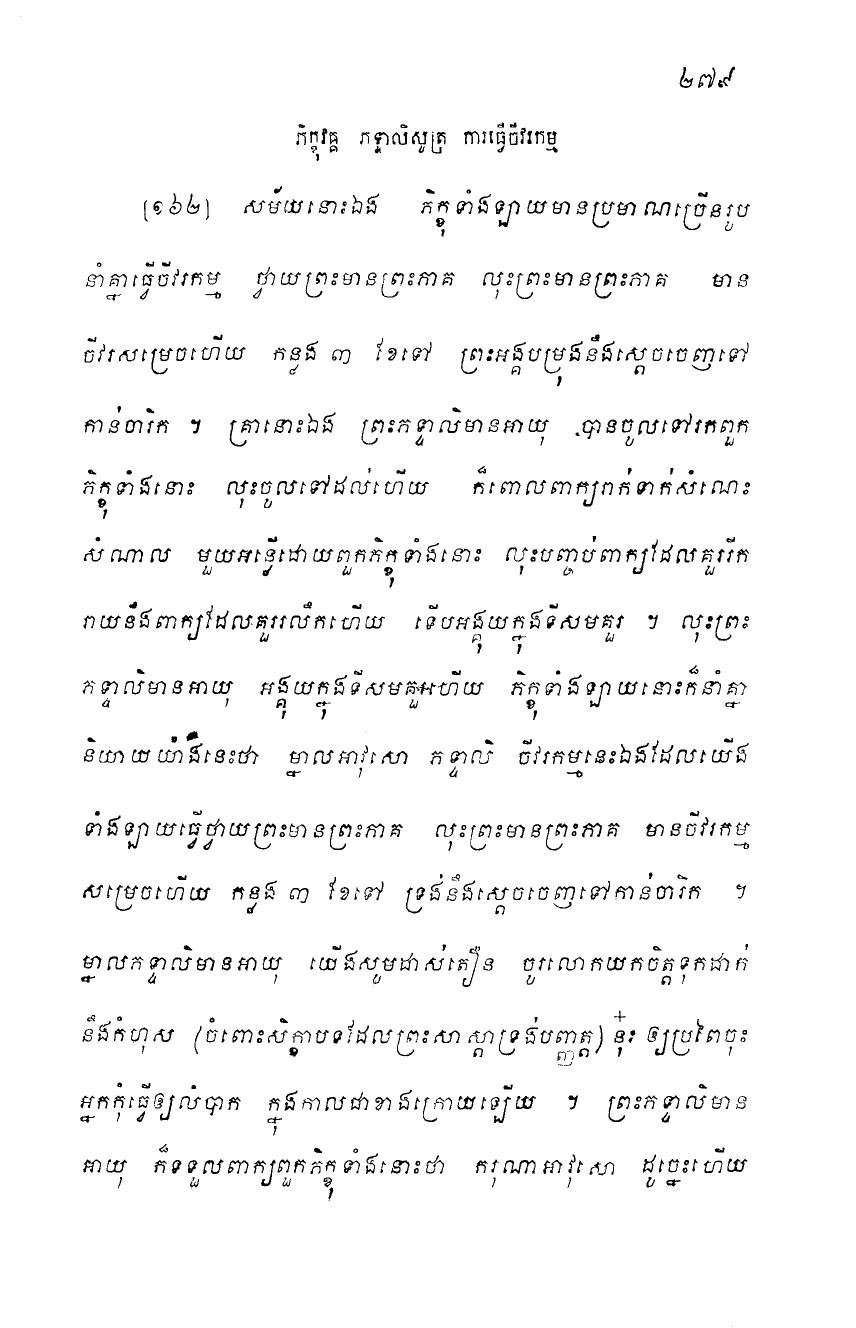 ២៧៩
ភិក្ខុវគ្គ ភទ្ទាលិសូត្រ ការធ្វើចីវរកម្ម
[១៦២] សម័យនោះឯង ភិក្ខុទាំងឡាយមានប្រមាណច្រើនរូប
នាំគ្នាធ្វើចីវរកម្ម ថ្វាយព្រះមានព្រះភាគ លុះព្រះមានព្រះភាគ មាន
ចីវរសម្រេចហើយ កន្លង ៣ ខែទៅ ព្រះអង្គបម្រុងនឹងស្តេចចេញទៅ
កាន់ចារិក ។ គ្រានោះឯង ព្រះភទ្ទាលិមានអាយុ បានចូលទៅរកពួក
ភិក្ខុទាំងនោះ លុះចូលទៅដល់ហើយ ក៏ពោលពាក្យរាក់ទាក់សំណេះ
សំណាល មួយអន្លើដោយពួកភិក្ខុទាំងនោះ លុះបញ្ចប់ពាក្យដែលគួររីក
រាយនឹងពាក្យដែលគួររលឹកហើយ ទើបអង្គុយក្នុងទីសមគួរ ។ លុះព្រះ
ភទ្ទាលិមានអាយុ អង្គុយក្នុងទីសមគួរហើយ ភិក្ខុទាំងឡាយនោះក៏នាំគ្នា
និយាយយ៉ាងនេះថា ម្នាលអាវុសោ ភទ្ទាលិ ចីវរកម្មនេះឯងដែលយើង
ទាំងឡាយធ្វើថ្វាយព្រះមានព្រះភាគ លុះព្រះមានព្រះភាគ មានចីវរកម្ម
សម្រេចហើយ កន្លង ៣ ខែទៅ ទ្រង់នឹងស្តេចចេញទៅកាន់ចារិក ។
ម្នាលភទ្ទាលិមានអាយុ យើងសូមដាស់តឿន ចូរលោកយកចិត្តទុកដាក់
នឹងកំហុស (ចំពោះសិក្ខាបទដែលព្រះសាស្តាទ្រង់បញ្ញត្ត) នុ៎ះ ឲ្យប្រពៃចុះ
អ្នកកុំធ្វើឲ្យលំបាក ក្នុងកាលជាខាងក្រោយឡើយ ។ ព្រះភទ្ទាលិមាន
អាយុ ក៏ទទួលពាក្យពួកភិក្ខុទាំងនោះថា ករុណាអាវុសោ ដូច្នេះហើយ